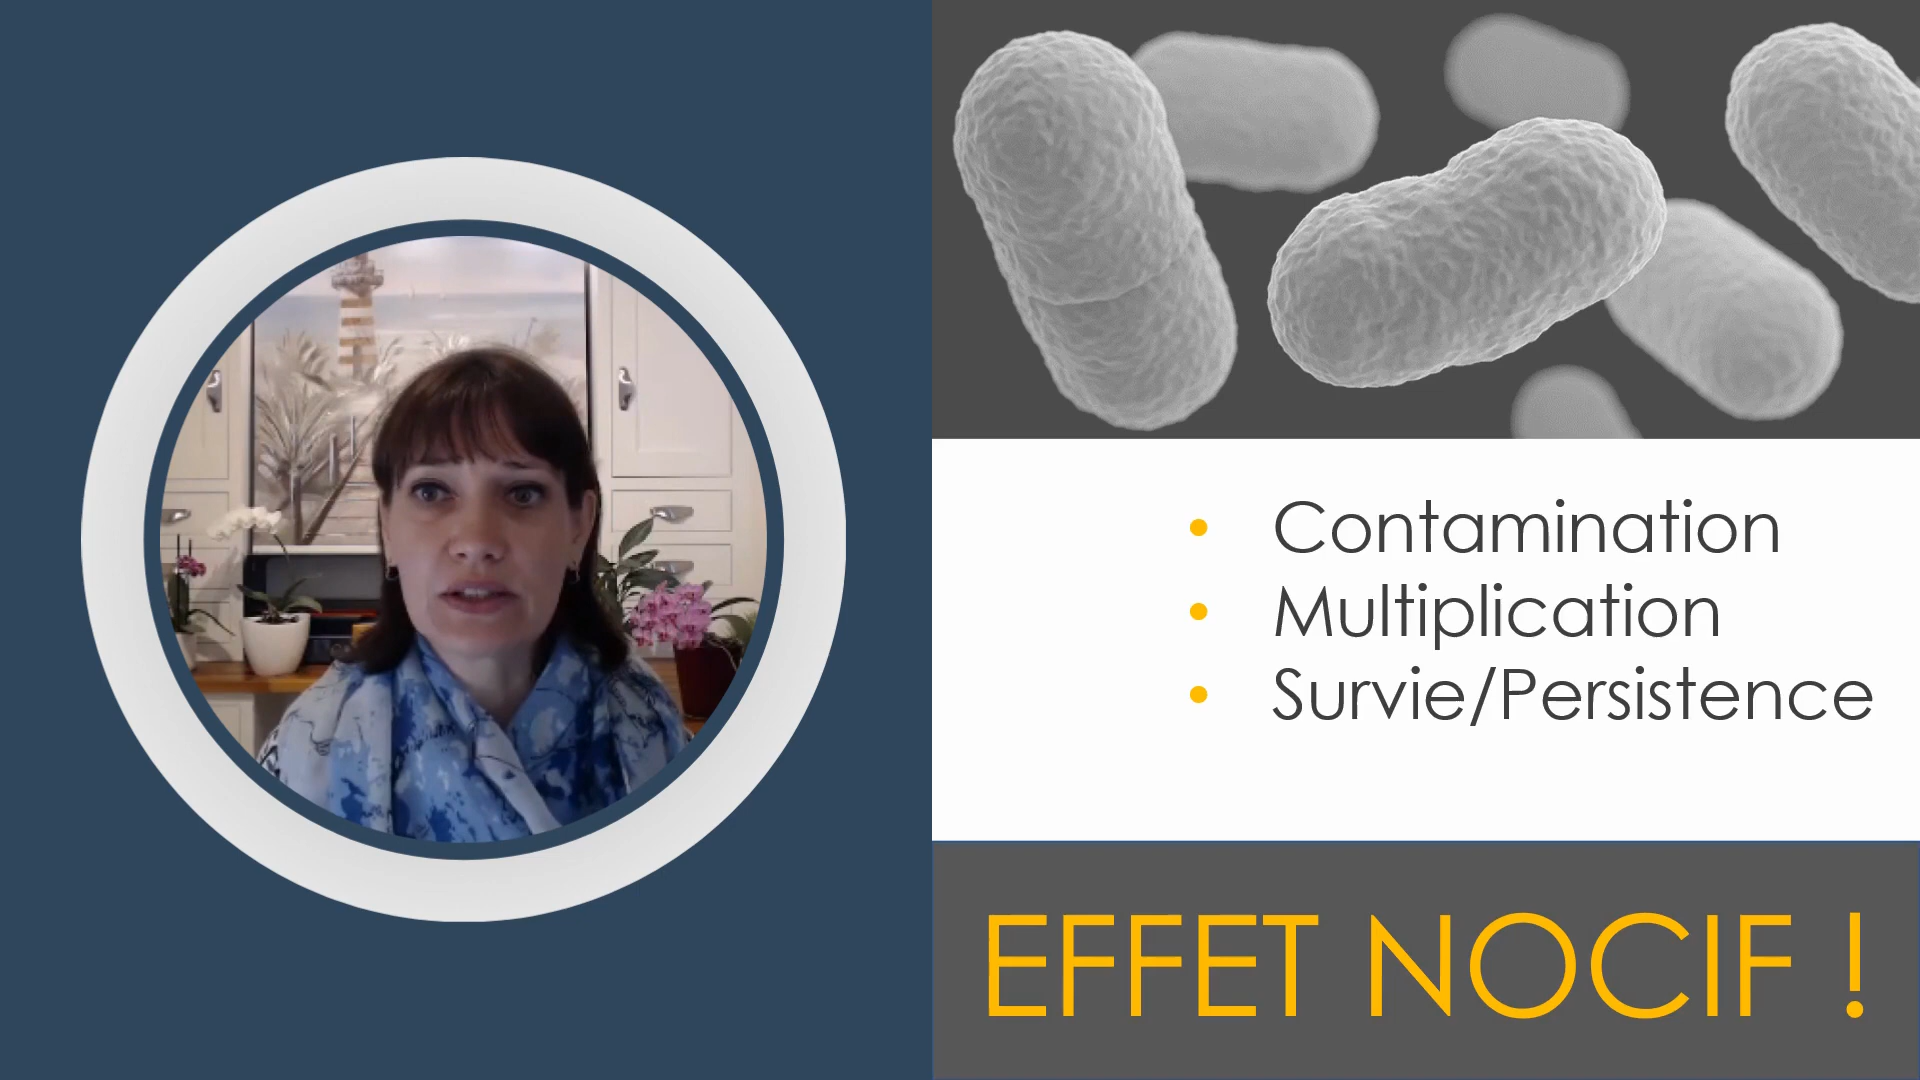 Contamination
Multiplication
Survie/Persistence
EFFET NOCIF !